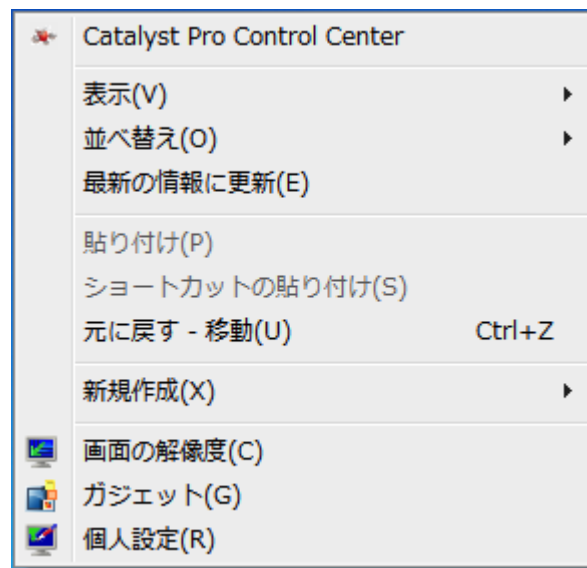 Catalyst Pro Control Center
表示(V)
並べ替え(O)
最新の情報に更新(E)
貼り付け(P)
ショートカットの貼り付け(S)
元に戻す - 移動(U) Ctrl+Z
新規作成(X)
画面の解像度(C)
ガジェット(G)
個人設定(R)